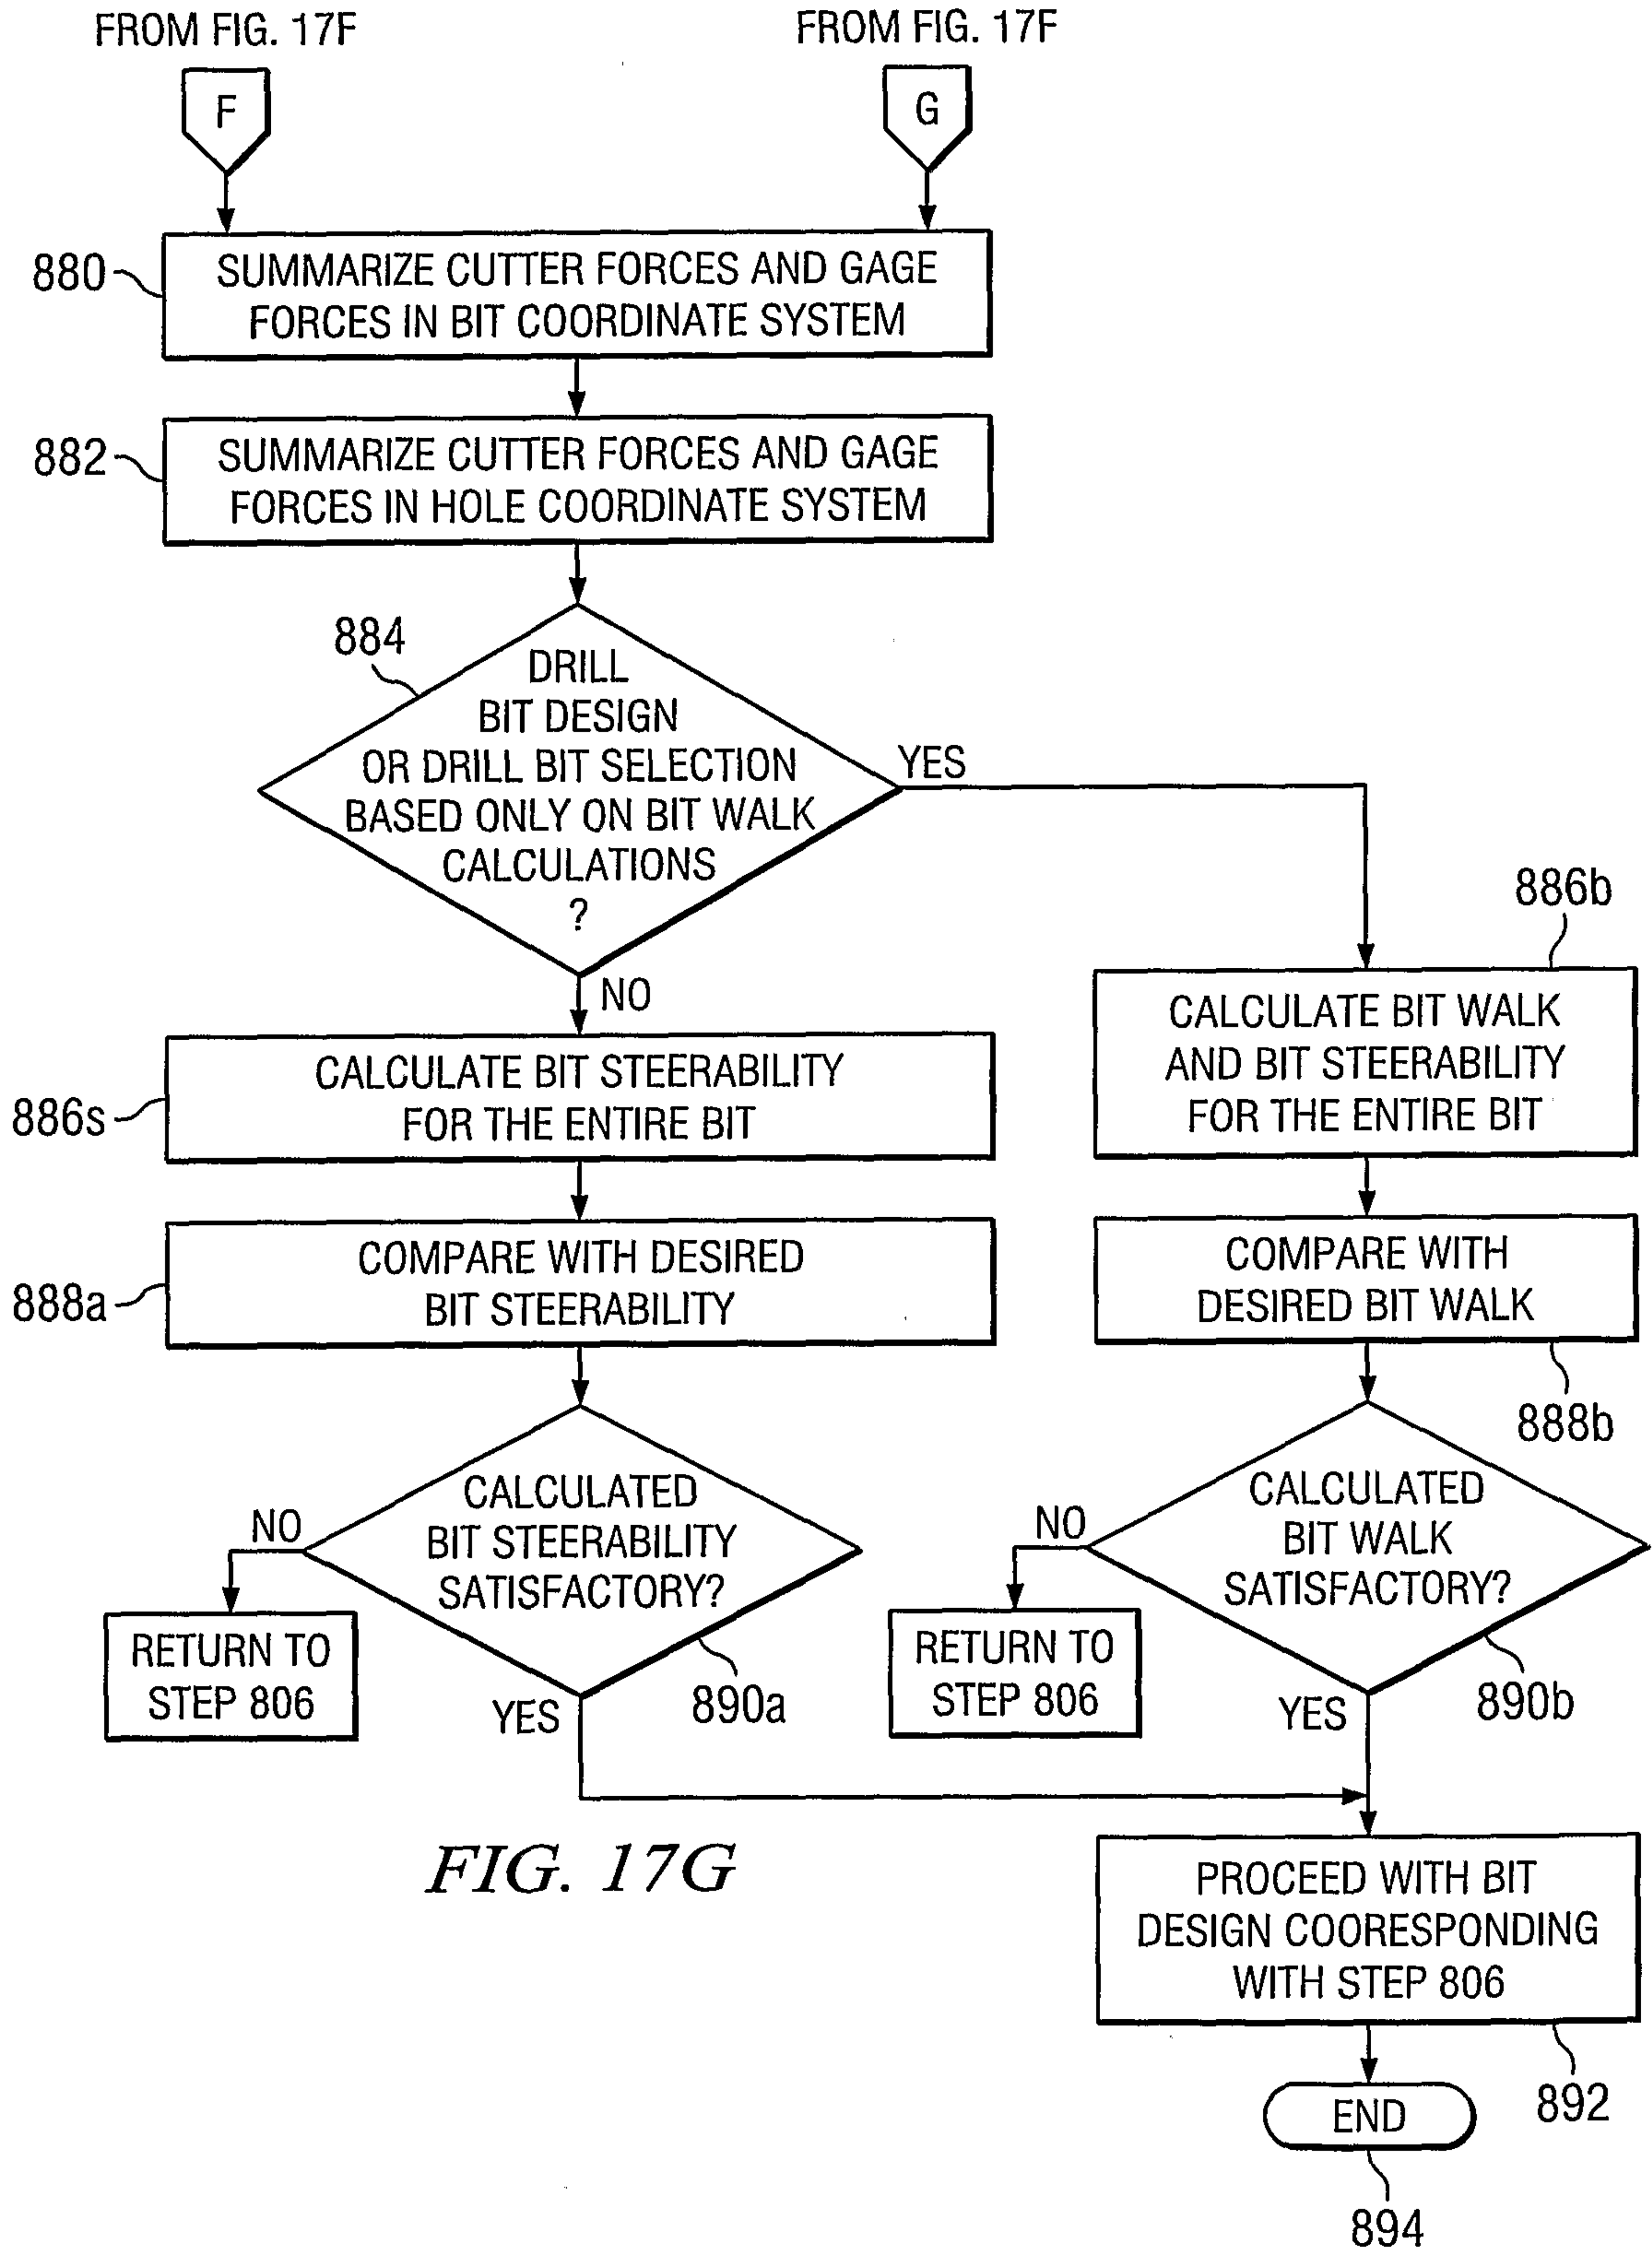 FROM FIG. 17F
FROM FIG. 17F
F
G
880
SUMMARIZE CUTTER FORCES AND GAGE
FORCES IN BIT COORDINATE SYSTEM
882
SUMMARIZE CUTTER FORCES AND GAGE
FORCES IN HOLE COORDINATE SYSTEM
884
DRILL
BIT DESIGN
OR DRILL BIT SELECTION
BASED ONLY ON BIT WALK
CALCULATIONS
?
YES
NO
886b
CALCULATE BIT WALK
AND BIT STEERABILITY
FOR THE ENTIRE BIT
886s
CALCULATE BIT STEERABILITY
FOR THE ENTIRE BIT
888a
COMPARE WITH DESIRED
BIT STEERABILITY
COMPARE WITH
DESIRED BIT WALK
888b
CALCULATED
BIT STEERABILITY
SATISFACTORY?
NO
RETURN TO
STEP 806
YES
890a
CALCULATED
BIT WALK
SATISFACTORY?
NO
RETURN TO
STEP 806
YES
890b
PROCEED WITH BIT
DESIGN COORESPONDING
WITH STEP 806
892
END
894
FIG. 17G